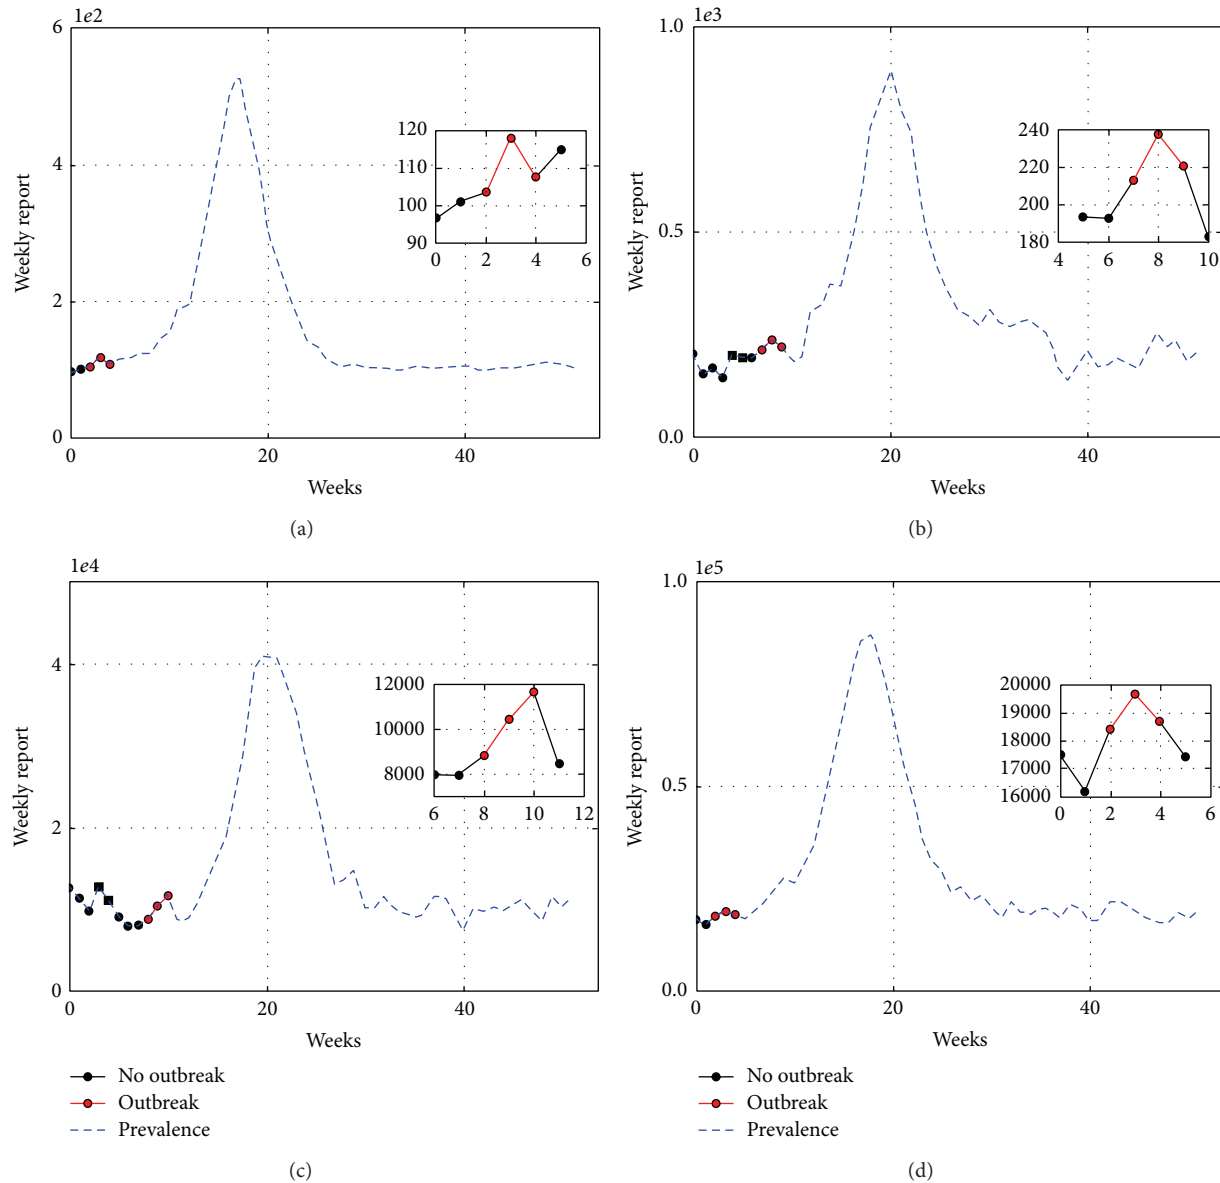 1e2
6
4
2
0
Weekly report
120
110
100
90
0 2 4 6
0 20 40
Weeks
(a)
1e3
1.0
0.5
0.0
Weekly report
240
220
200
180
4 6 8 10
0 20 40
Weeks
(b)
1e4
4
2
0
Weekly report
12000
10000
8000
6 8 10 12
0 20 40
Weeks
No outbreak
Outbreak
Prevalence
(c)
1e5
1.0
0.5
0.0
Weekly report
20000
19000
18000
17000
16000
0 2 4 6
0 20 40
Weeks
No outbreak
Outbreak
Prevalence
(d)